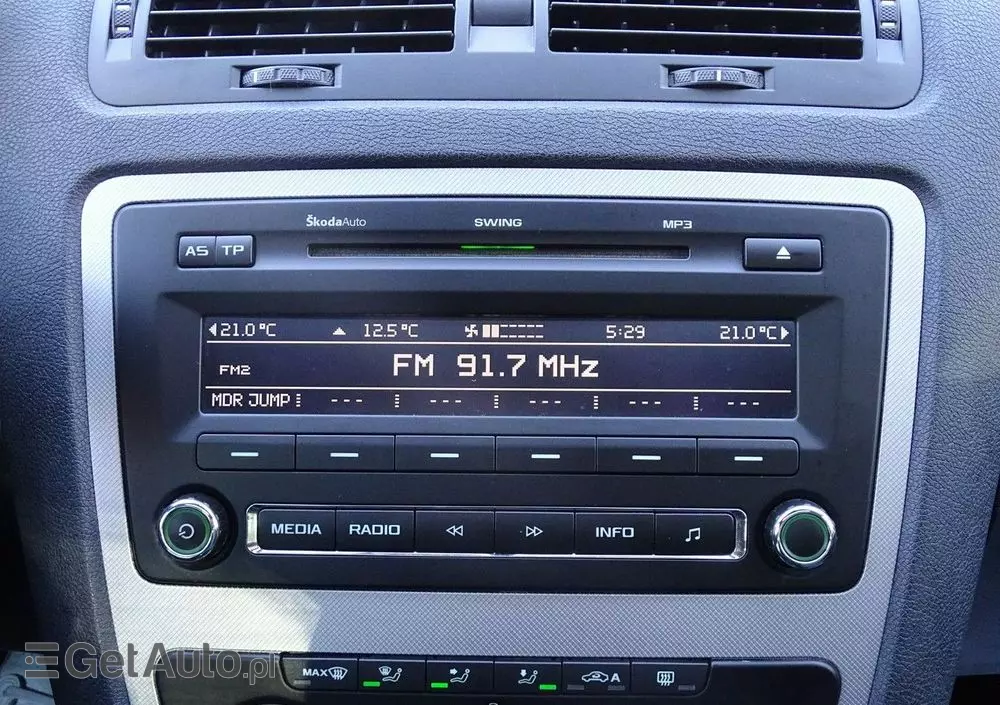 ŠkodaAuto SWING MP3
AS TP
21.0°C 12.5°C 5:29 21.0°C
FM2 FM 91.7 MHz
MDR JUMP --- --- --- --- ---
MEDIA RADIO INFO
GetAuto.pl
MAX A